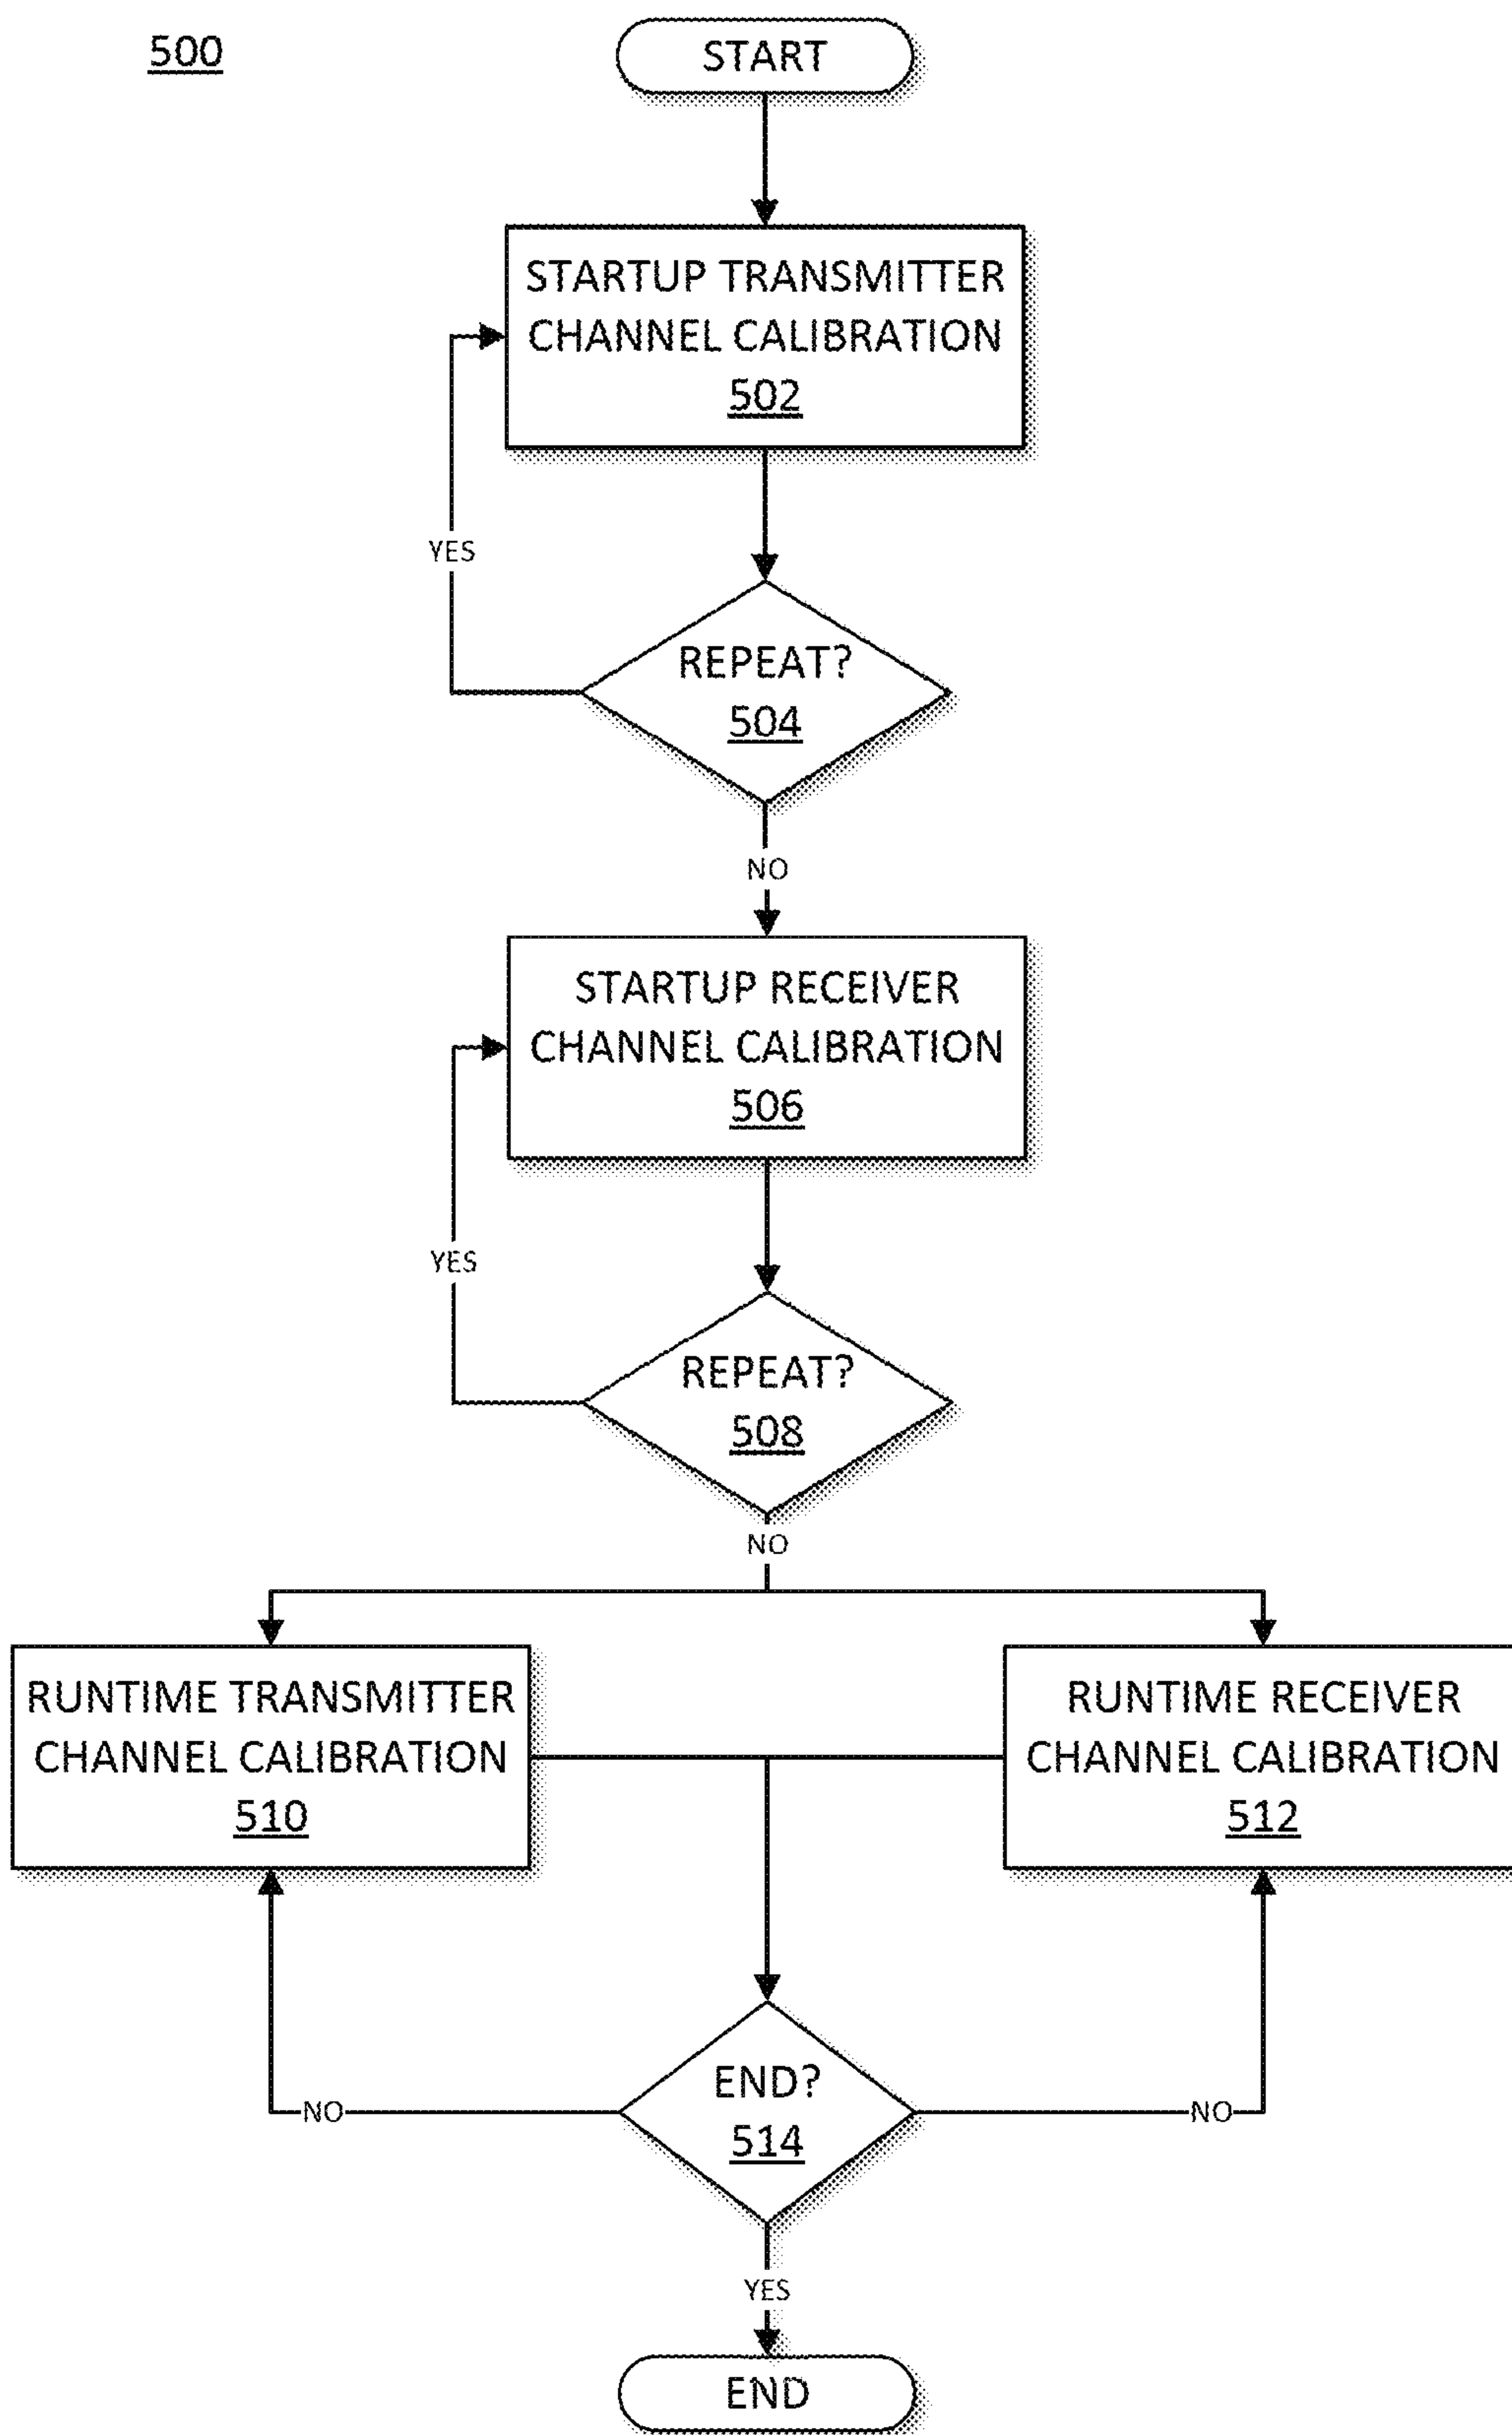 500
START
STARTUP TRANSMITTER
CHANNEL CALIBRATION
502
YES
REPEAT?
504
NO
STARTUP RECEIVER
CHANNEL CALIBRATION
506
YES
REPEAT?
508
NO
RUNTIME TRANSMITTER
CHANNEL CALIBRATION
510
RUNTIME RECEIVER
CHANNEL CALIBRATION
512
END?
514
NO
NO
YES
END